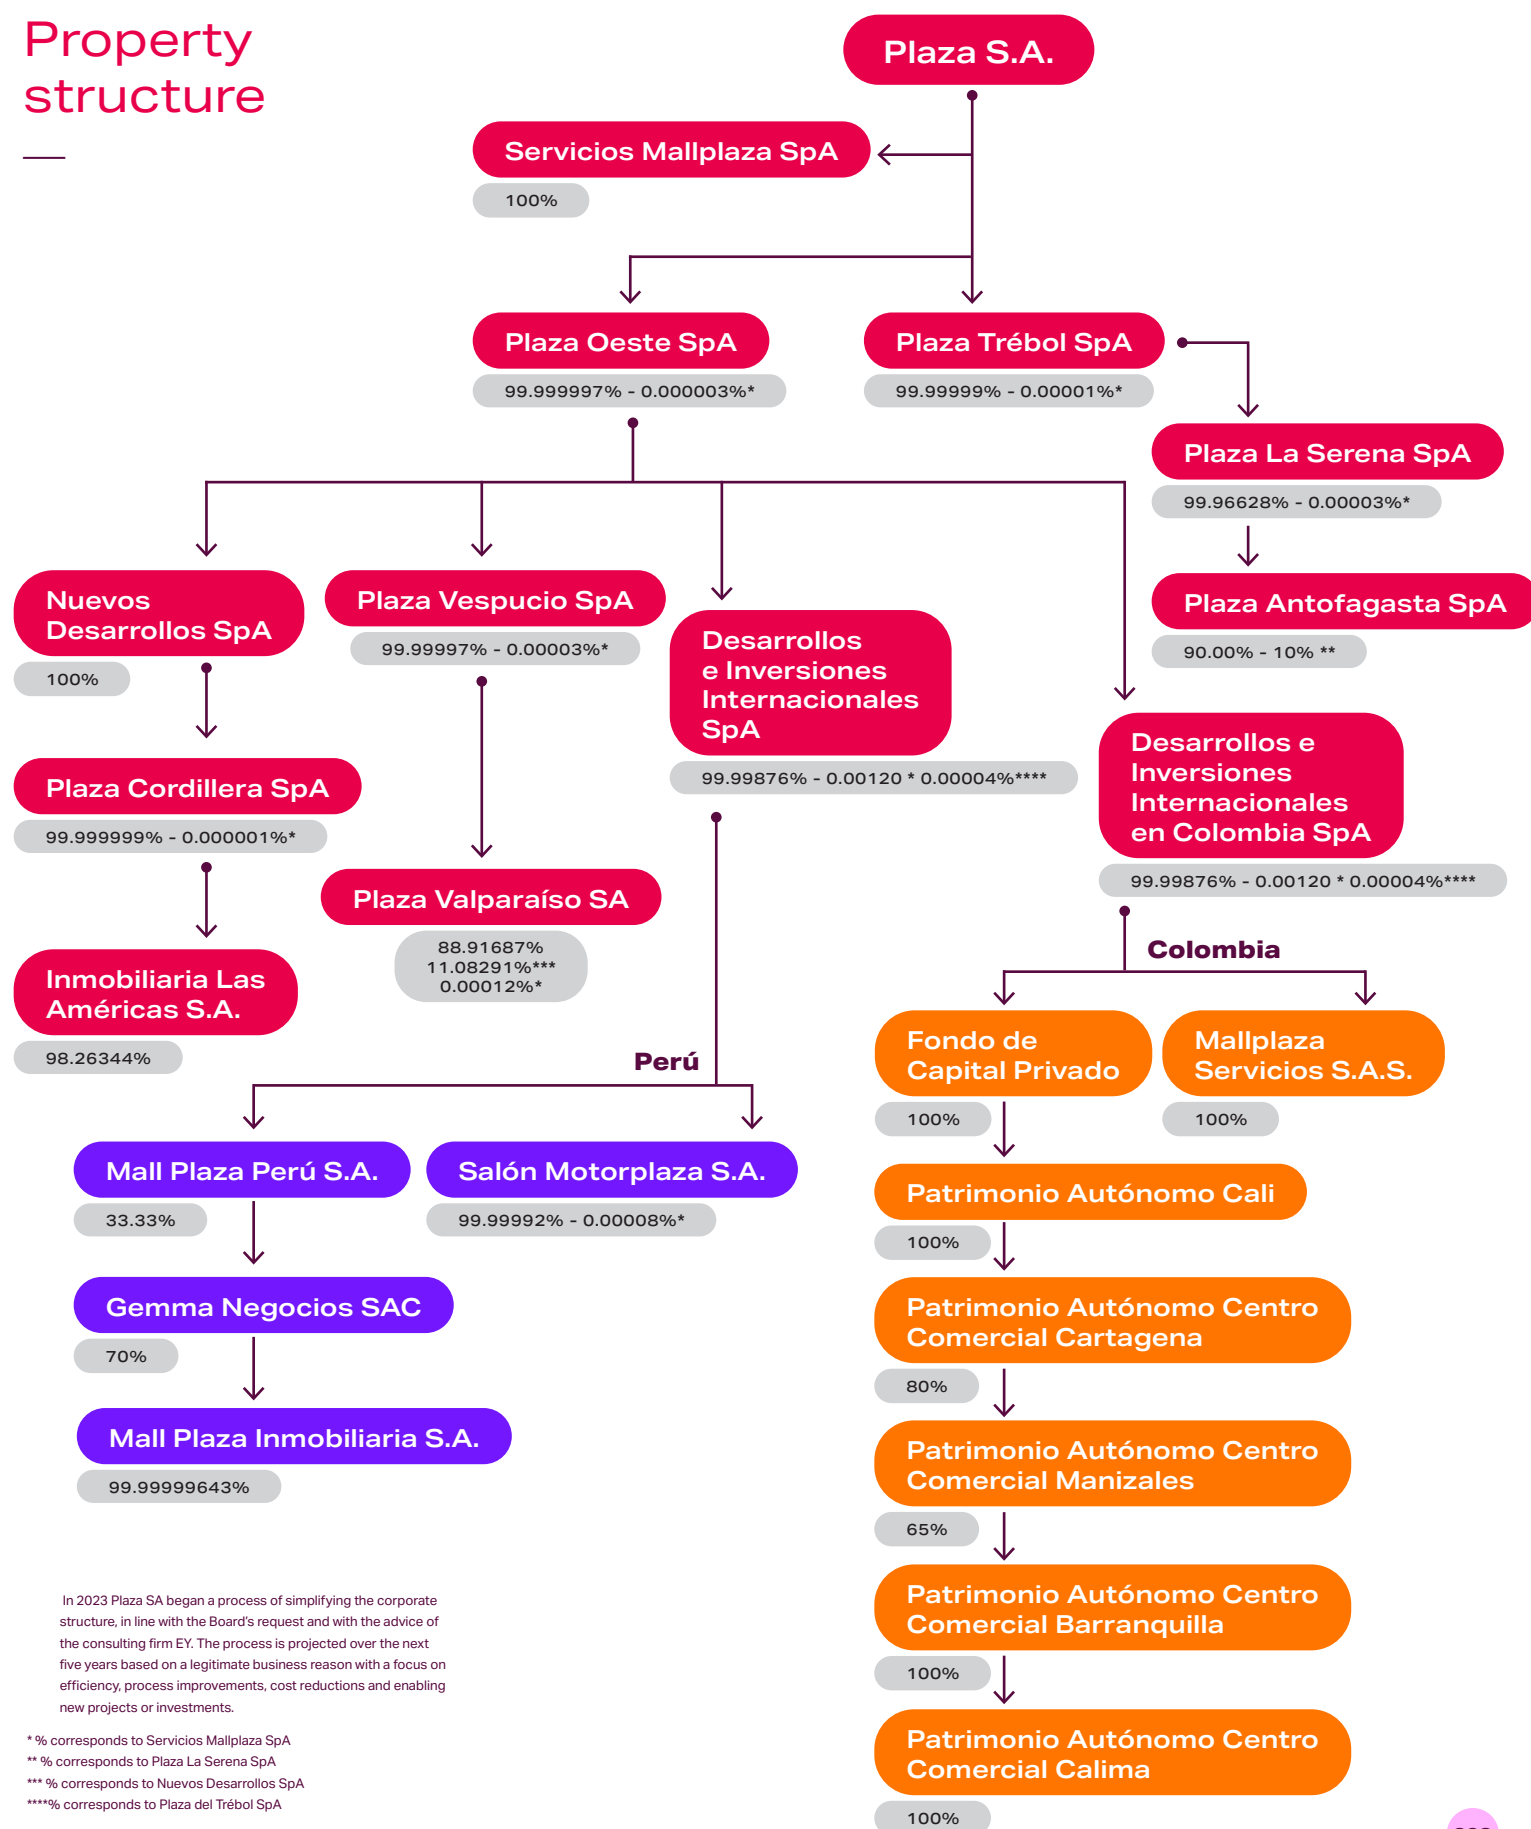 Property
structure
Plaza S.A.
Servicios Mallplaza SpA
100%
Plaza Oeste SpA
99.999997% - 0.000003%*
Plaza Trébol SpA
99.99999% - 0.00001%*
Plaza La Serena SpA
99.96628% - 0.00003%*
Plaza Antofagasta SpA
90.00% - 10% **
Nuevos
Desarrollos SpA
100%
Plaza Vespucio SpA
99.99997% - 0.00003%*
Desarrollos
e Inversiones
Internacionales
SpA
99.99876% - 0.00120 * 0.00004%****
Desarrollos e
Inversiones
Internacionales
en Colombia SpA
99.99876% - 0.00120 * 0.00004%****
Plaza Cordillera SpA
99.999999% - 0.000001%*
Plaza Valparaíso SA
88.91687%
11.08291%***
0.00012%*
Inmobiliaria Las
Américas S.A.
98.26344%
Colombia
Fondo de
Capital Privado
100%
Mallplaza
Servicios S.A.S.
100%
Perú
Mall Plaza Perú S.A.
33.33%
Salón Motorplaza S.A.
99.99992% - 0.00008%*
Gemma Negocios SAC
70%
Mall Plaza Inmobiliaria S.A.
99.99999643%
Patrimonio Autónomo Cali
100%
Patrimonio Autónomo Centro
Comercial Cartagena
80%
Patrimonio Autónomo Centro
Comercial Manizales
65%
Patrimonio Autónomo Centro
Comercial Barranquilla
100%
Patrimonio Autónomo Centro
Comercial Calima
100%
In 2023 Plaza SA began a process of simplifying the corporate
structure, in line with the Board's request and with the advice of
the consulting firm EY. The process is projected over the next
five years based on a legitimate business reason with a focus on
efficiency, process improvements, cost reductions and enabling
new projects or investments.
* % corresponds to Servicios Mallplaza SpA
** % corresponds to Plaza La Serena SpA
*** % corresponds to Nuevos Desarrollos SpA
****% corresponds to Plaza del Trébol SpA